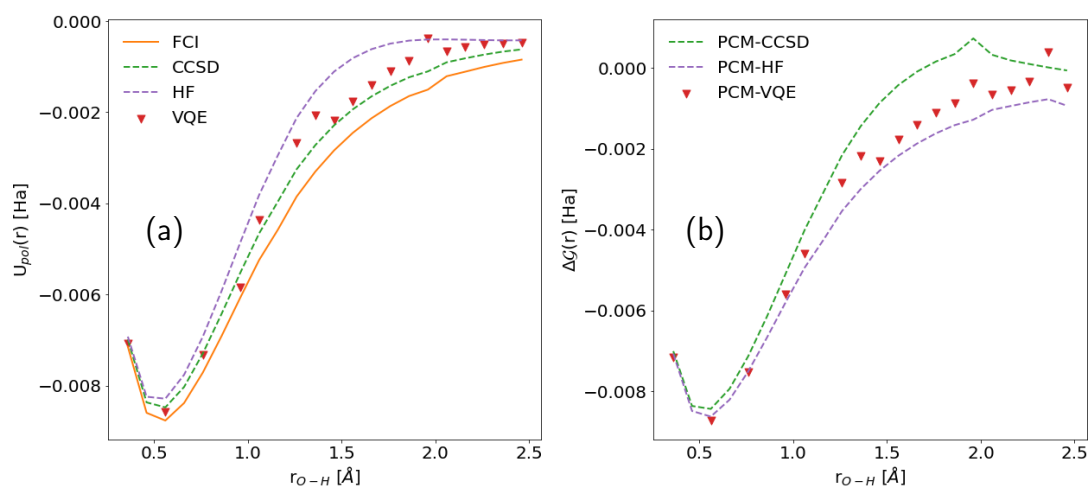 FCI
CCSD
HF
VQE
(a)
0.000
−0.002
−0.004
−0.006
−0.008
U_pol(r) [Ha]
0.5 1.0 1.5 2.0 2.5
r_O−H [Å]
PCM-CCSD
PCM-HF
PCM-VQE
(b)
0.000
−0.002
−0.004
−0.006
−0.008
Δ𝒢(r) [Ha]
0.5 1.0 1.5 2.0 2.5
r_O−H [Å]